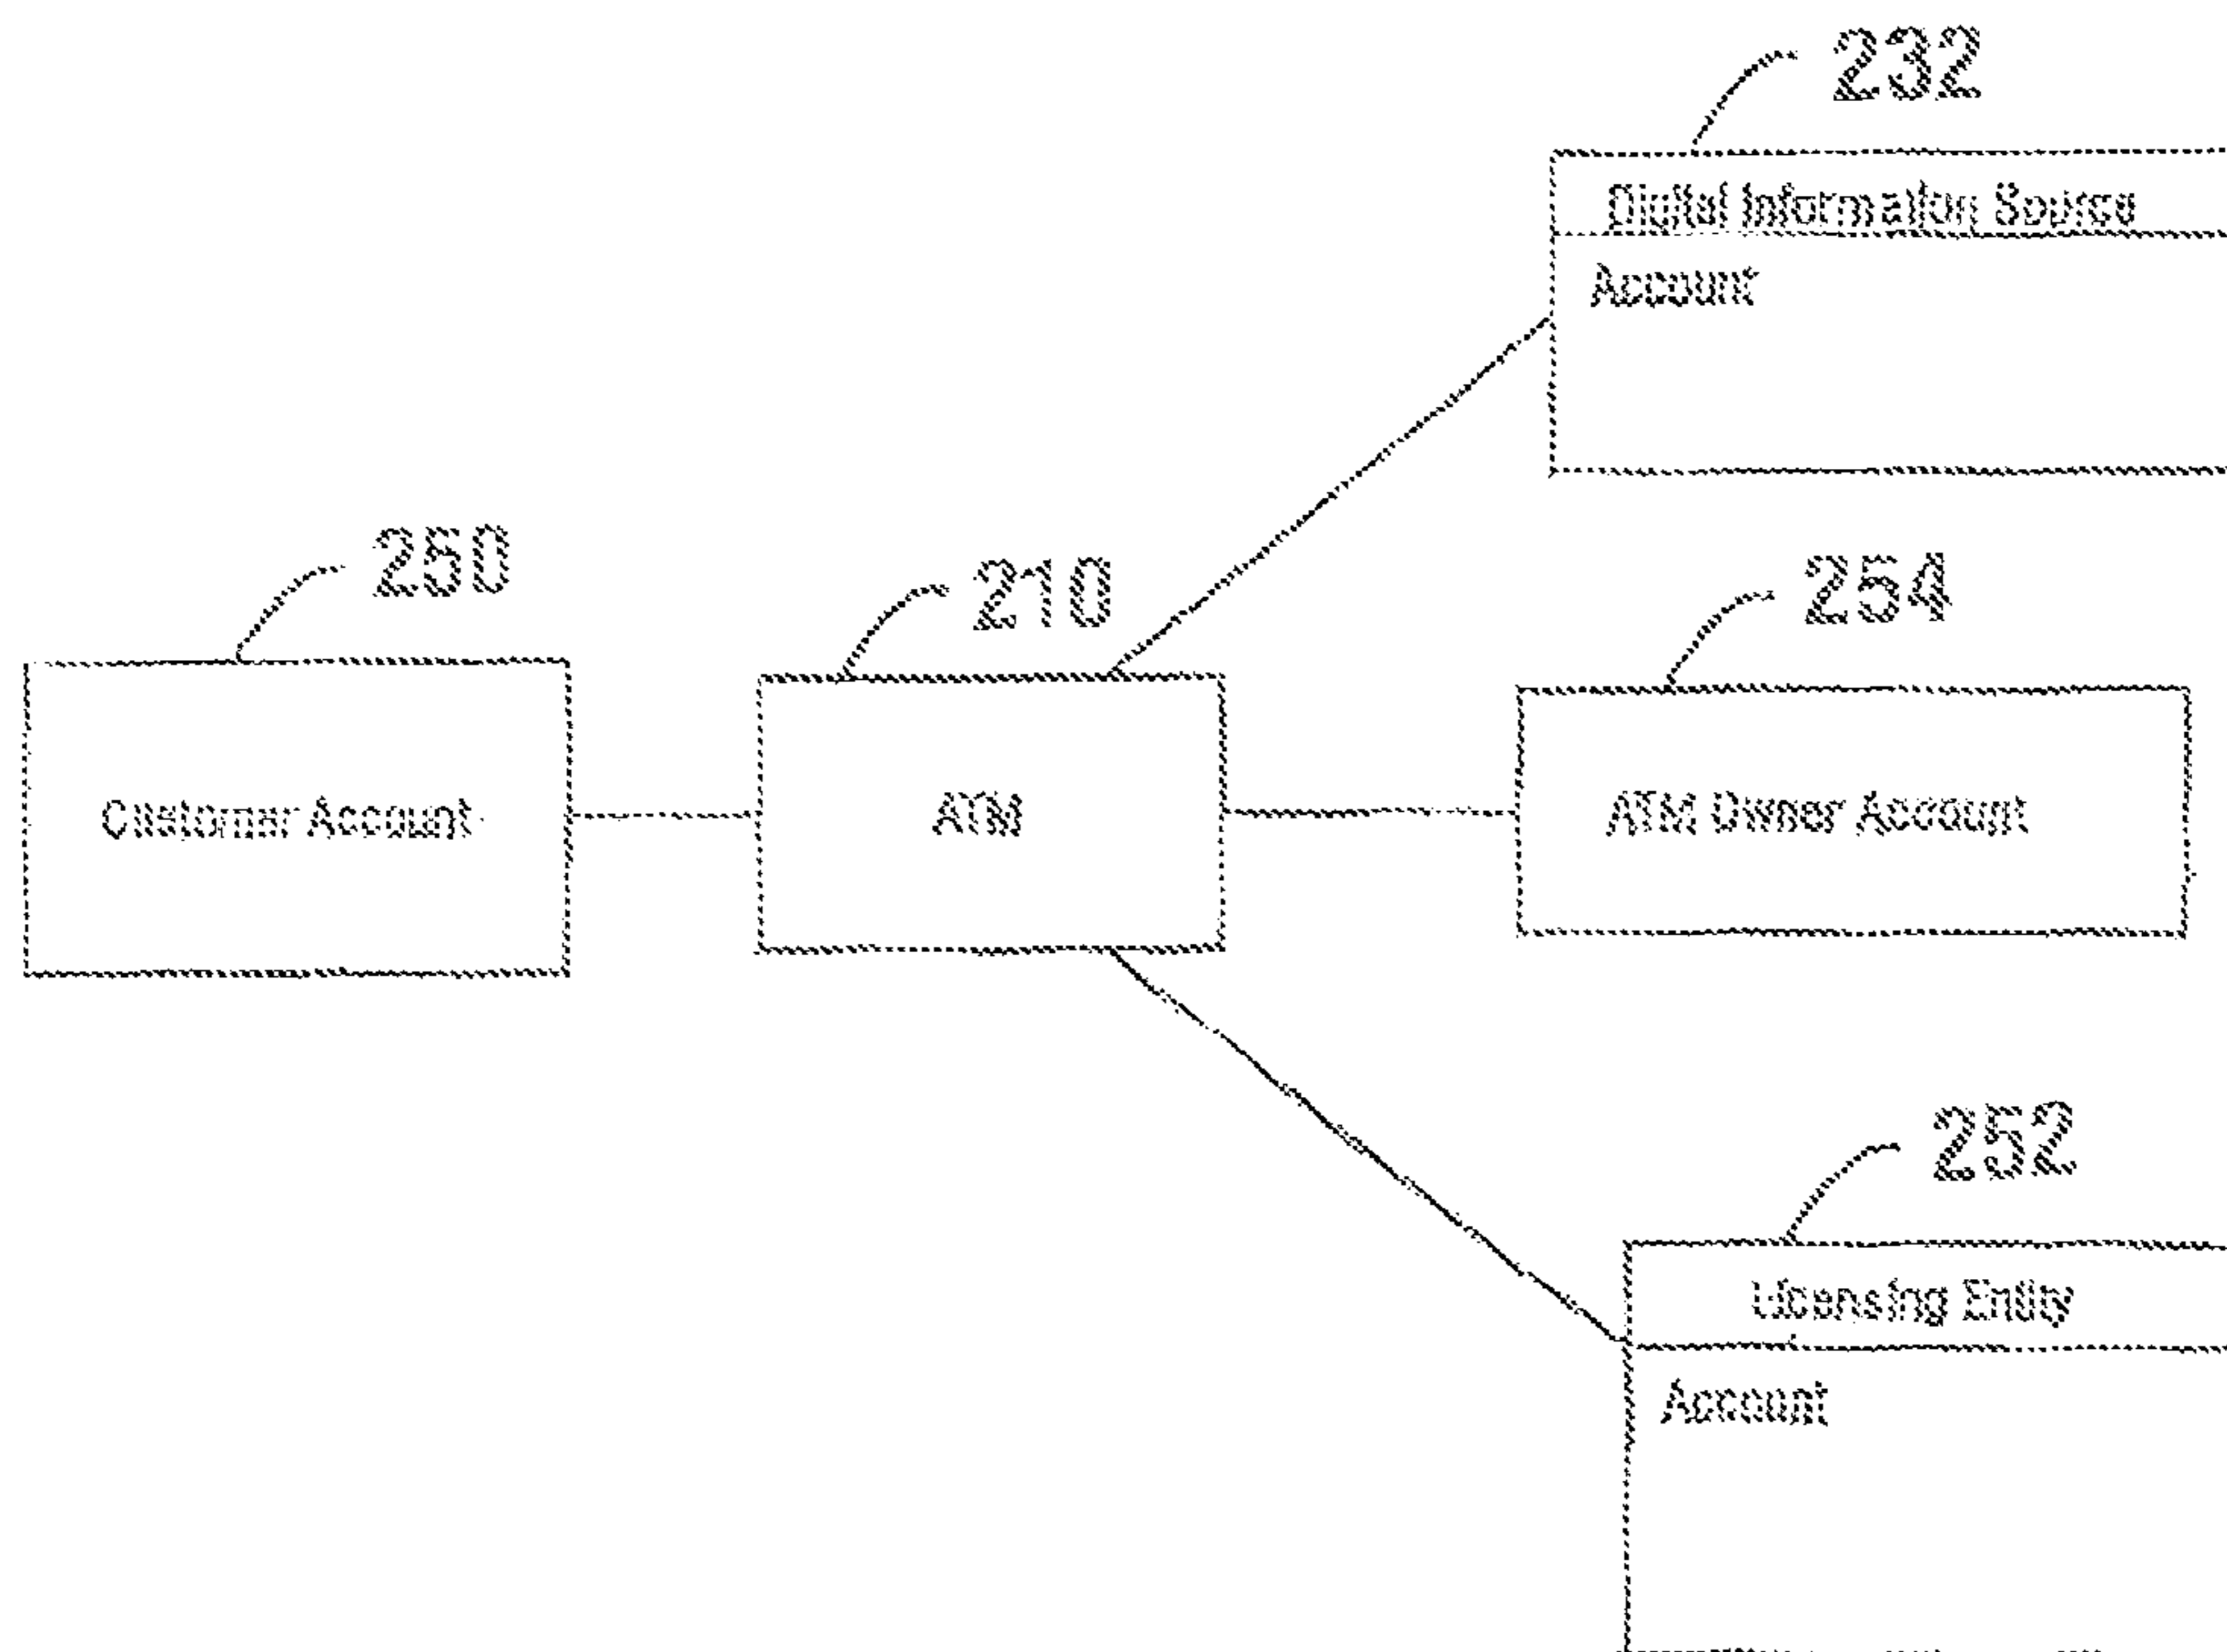 232
Digital Information Source
Account
250
210
254
Customer Account
ATM
ATM Owner Account
252
Licensing Entity
Account